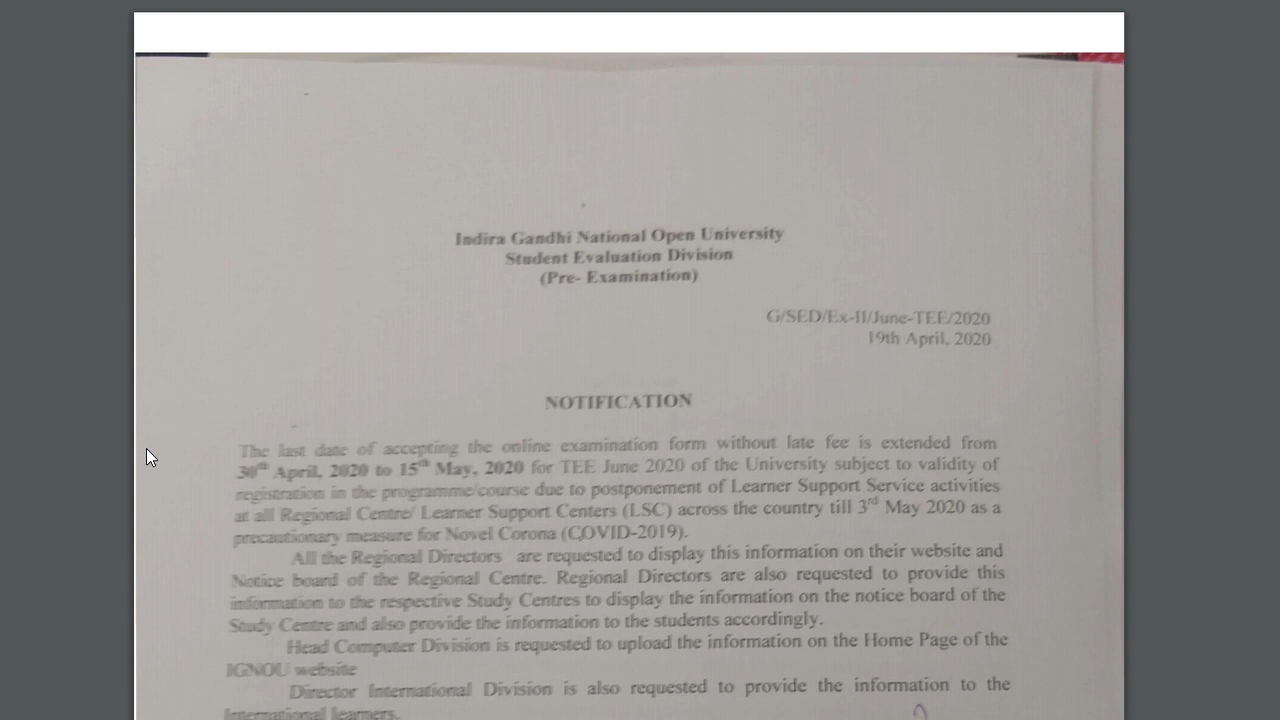 Indira Gandhi National Open University
Student Evaluation Division
(Pre- Examination)
G/SED/Ex-II/June-TEE/2020
19th April, 2020
NOTIFICATION
The last date of accepting the online examination form without late fee is extended from
30th April, 2020 to 15th May, 2020 for TEE June 2020 of the University subject to validity of
registration in the programme/course due to postponement of Learner Support Service activities
at all Regional Centre/ Learner Support Centers (LSC) across the country till 3rd May 2020 as a
precautionary measure for Novel Corona (COVID-2019).
All the Regional Directors are requested to display this information on their website and
Notice board of the Regional Centre. Regional Directors are also requested to provide this
information to the respective Study Centres to display the information on the notice board of the
Study Centre and also provide the information to the students accordingly.
Head Computer Division is requested to upload the information on the Home Page of the
IGNOU website
Director International Division is also requested to provide the information to the
International learners.